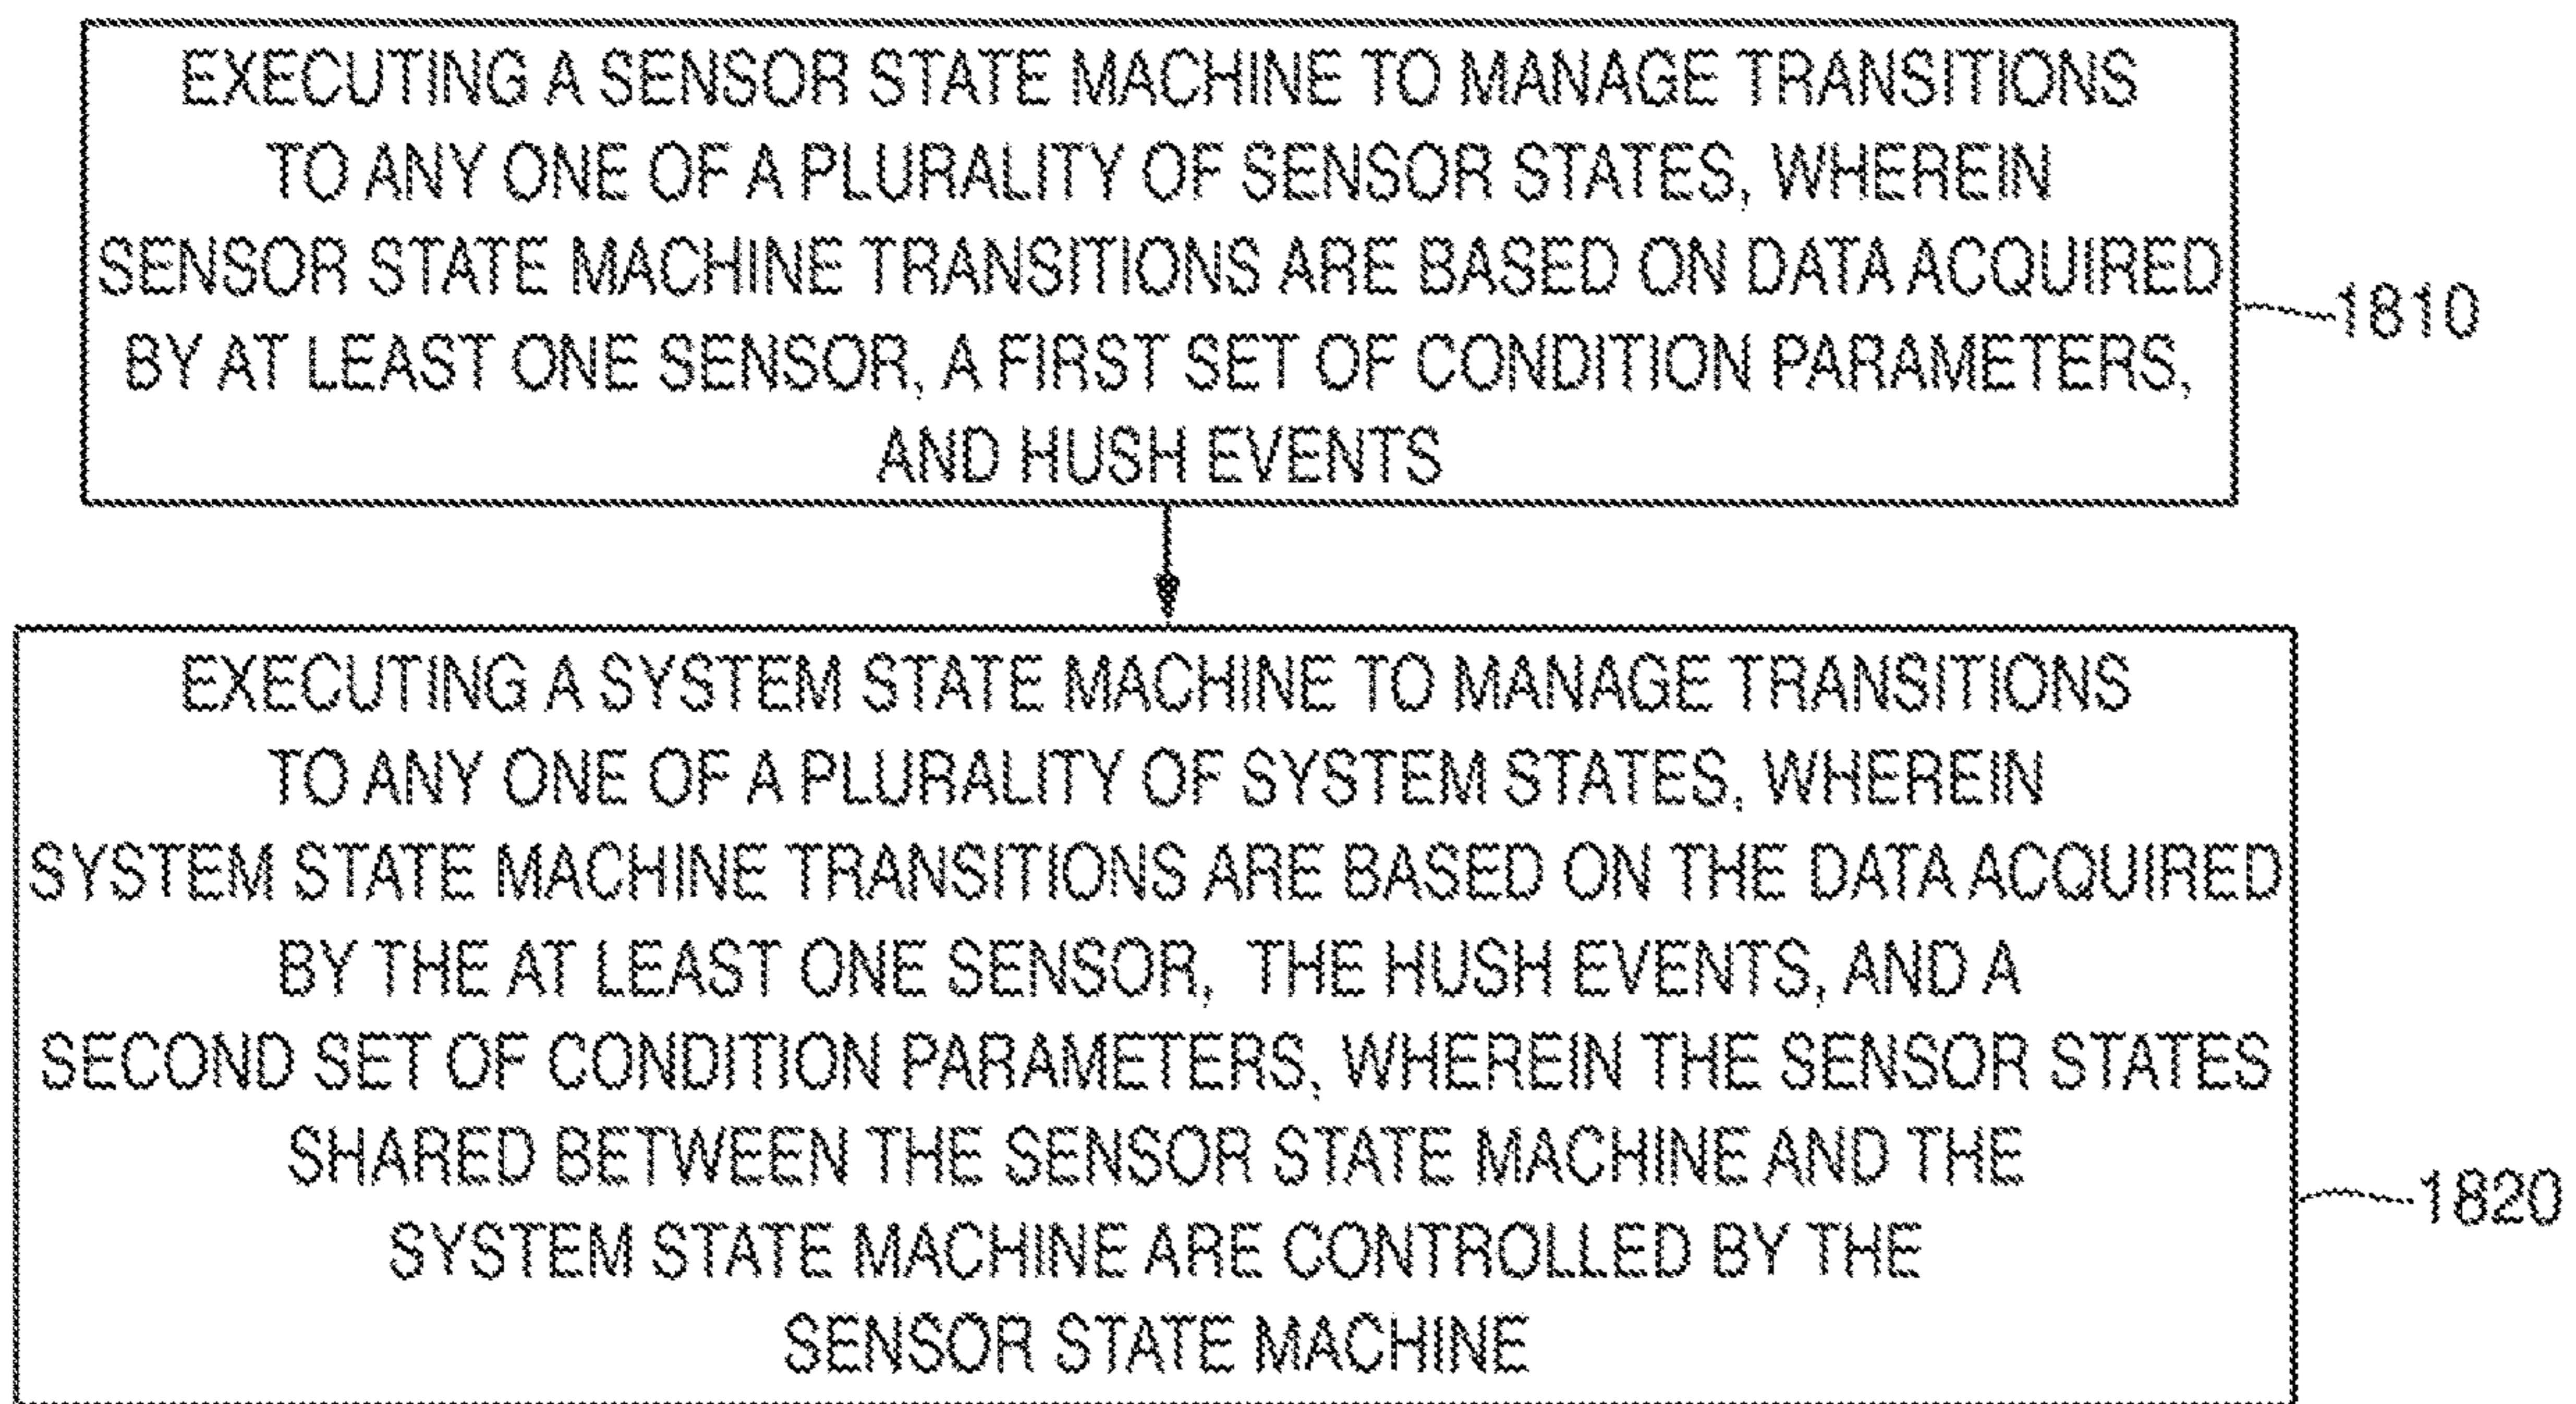 EXECUTING A SENSOR STATE MACHINE TO MANAGE TRANSITIONS
TO ANY ONE OF A PLURALITY OF SENSOR STATES, WHEREIN
SENSOR STATE MACHINE TRANSITIONS ARE BASED ON DATA ACQUIRED
BY AT LEAST ONE SENSOR, A FIRST SET OF CONDITION PARAMETERS,
AND HUSH EVENTS
1810
EXECUTING A SYSTEM STATE MACHINE TO MANAGE TRANSITIONS
TO ANY ONE OF A PLURALITY OF SYSTEM STATES, WHEREIN
SYSTEM STATE MACHINE TRANSITIONS ARE BASED ON THE DATA ACQUIRED
BY THE AT LEAST ONE SENSOR, THE HUSH EVENTS, AND A
SECOND SET OF CONDITION PARAMETERS, WHEREIN THE SENSOR STATES
SHARED BETWEEN THE SENSOR STATE MACHINE AND THE
SYSTEM STATE MACHINE ARE CONTROLLED BY THE
SENSOR STATE MACHINE
1820